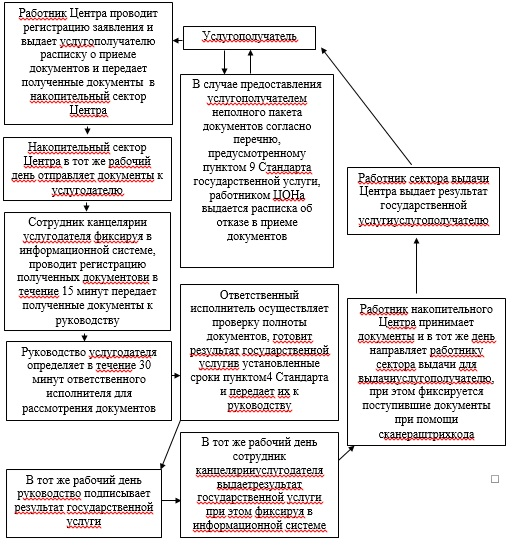 Работник Центра проводит
регистрацию заявления и
выдает услугополучателю
расписку о приеме
документов и передает
полученные документы в
накопительный сектор
Центра
Услугополучатель
В случае предоставления
услугополучателем
неполного пакета
документов согласно
перечню,
предусмотренному
пунктом 9 Стандарта
государственной услуги,
работником ЦОНа
выдается расписка об
отказе в приеме
документов
Накопительный сектор
Центра в тот же рабочий
день отправляет документы к
услугодателю
Сотрудник канцелярии
услугодателя фиксируя в
информационной системе,
проводит регистрацию
полученных документови в
течение 15 минут передает
полученные документы к
руководству
Руководство услугодателя
определяет в течение 30
минут ответственного
исполнителя для
рассмотрения документов
Ответственный
исполнитель осуществляет
проверку полноты
документов, готовит
результат государственной
услугив установленные
сроки пунктом4 Стандарта
и передает их к
руководству
В тот же рабочий день
руководство подписывает
результат государственной
услуги
В тот же рабочий день
сотрудник
канцелярииуслугодателя
выдаетрезультат
государственной услуги
при этом фиксируя в
информационной системе
Работник накопительного
Центра принимает
документы и в тот же день
направляет работнику
сектора выдачи для
выдачиуслугополучателю,
при этом фиксируется
поступившие документы
при помощи
сканераштрихкода
Работник сектора выдачи
Центра выдает результат
государственной
услугиуслугополучателю